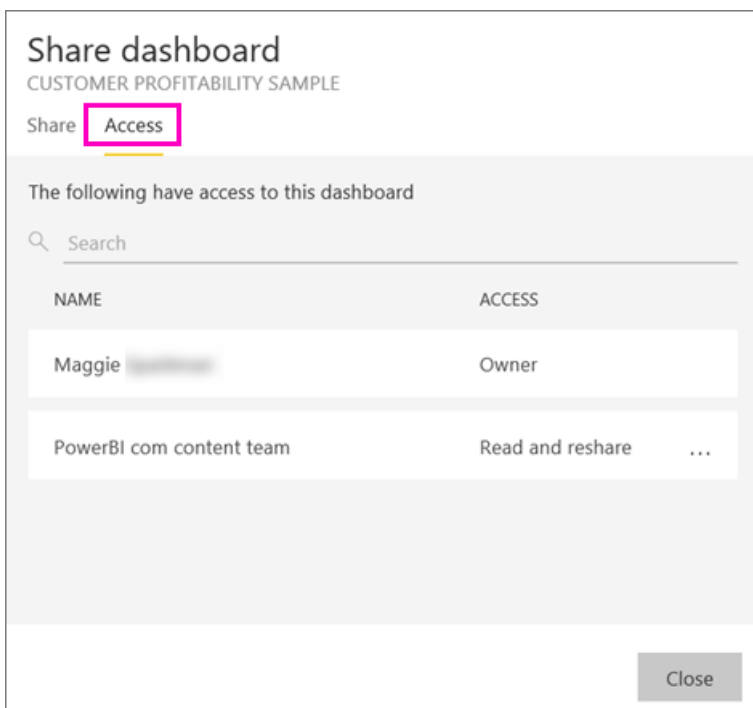 Share dashboard
CUSTOMER PROFITABILITY SAMPLE
Share Access
The following have access to this dashboard
Search
NAME ACCESS
Maggie Owner
PowerBI com content team Read and reshare ...
Close